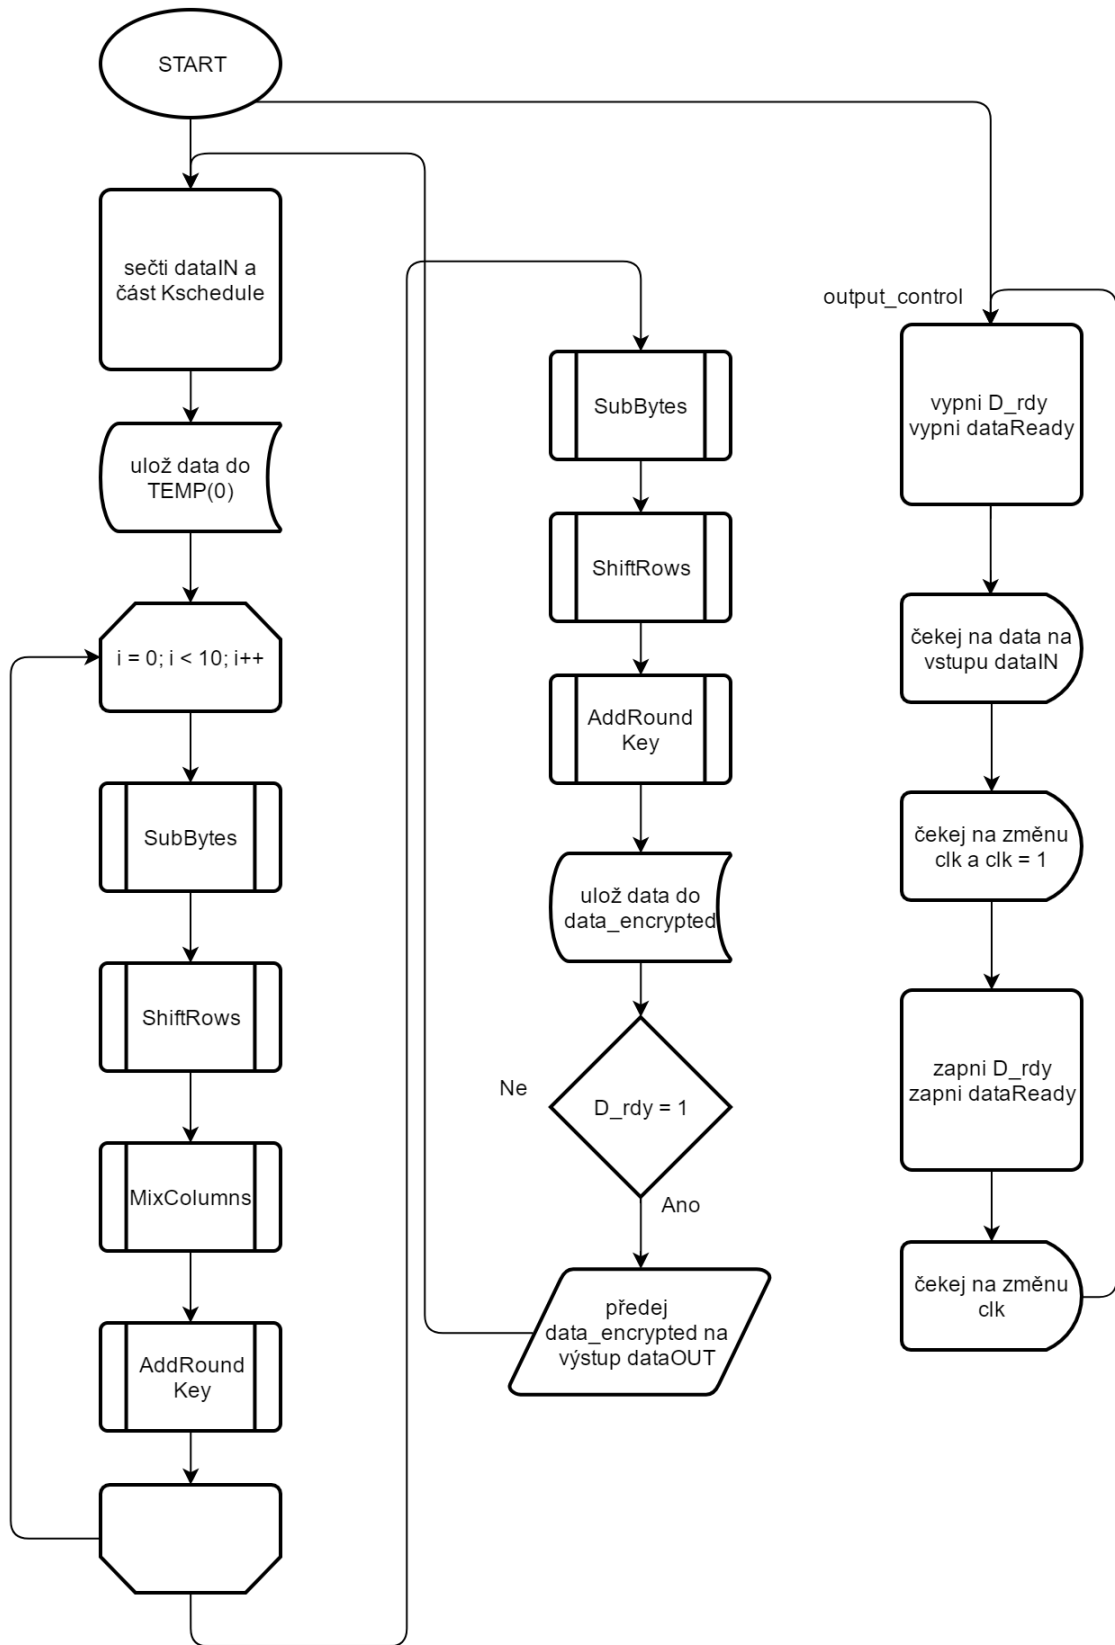 START
sečti dataIN a
část Kschedule
ulož data do
TEMP(0)
i = 0; i < 10; i++
SubBytes
ShiftRows
MixColumns
AddRound
Key
SubBytes
ShiftRows
AddRound
Key
ulož data do
data_encrypted
Ne
D_rdy = 1
Ano
předej
data_encrypted na
výstup dataOUT
output_control
vypni D_rdy
vypni dataReady
čekej na data na
vstupu dataIN
čekej na změnu
clk a clk = 1
zapni D_rdy
zapni dataReady
čekej na změnu
clk